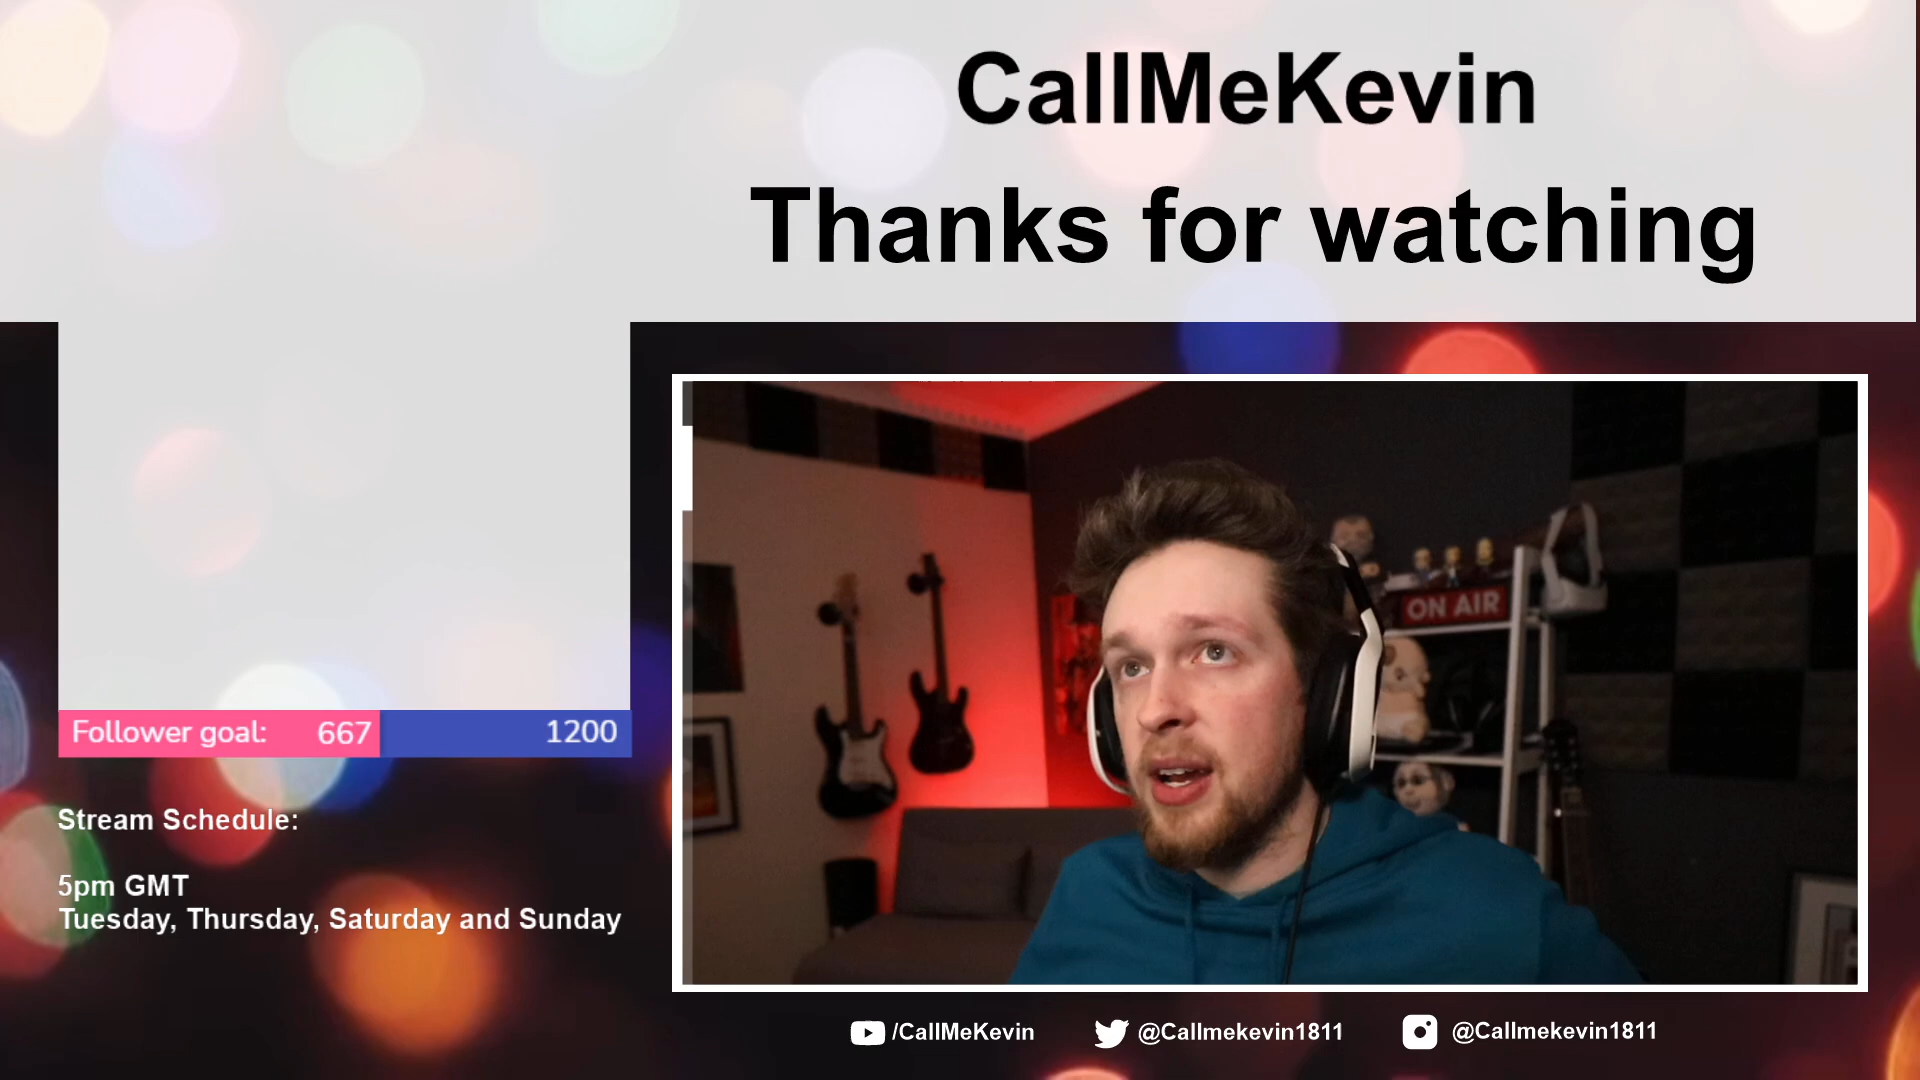 CallMeKevin
Thanks for watching
ON AIR
Follower goal: 667 1200
Stream Schedule:
5pm GMT
Tuesday, Thursday, Saturday and Sunday
/CallMeKevin @Callmekevin1811 @Callmekevin1811